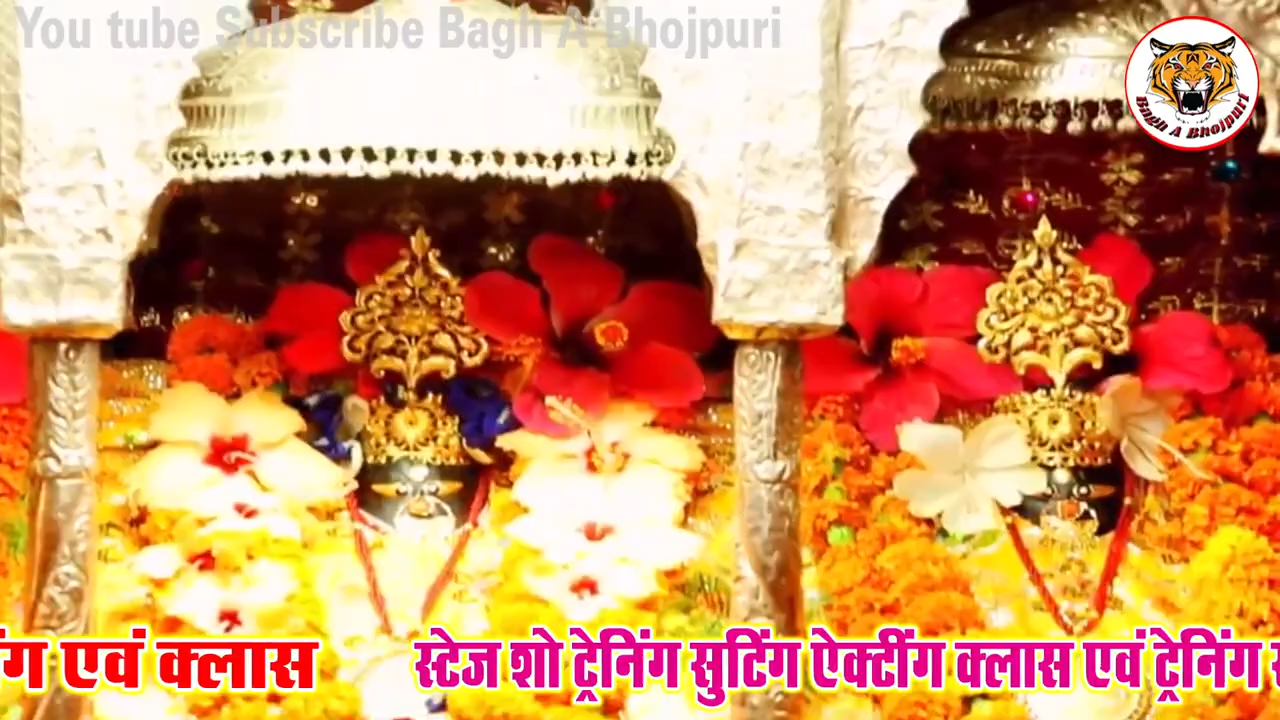 You tube Subscribe Bagh A Bhojpuri
Bagh A Bhojpuri
एवं क्लास स्टेज शो ट्रेनिंग सुटिंग ऐक्टींग क्लास एवं ट्रेनिंग